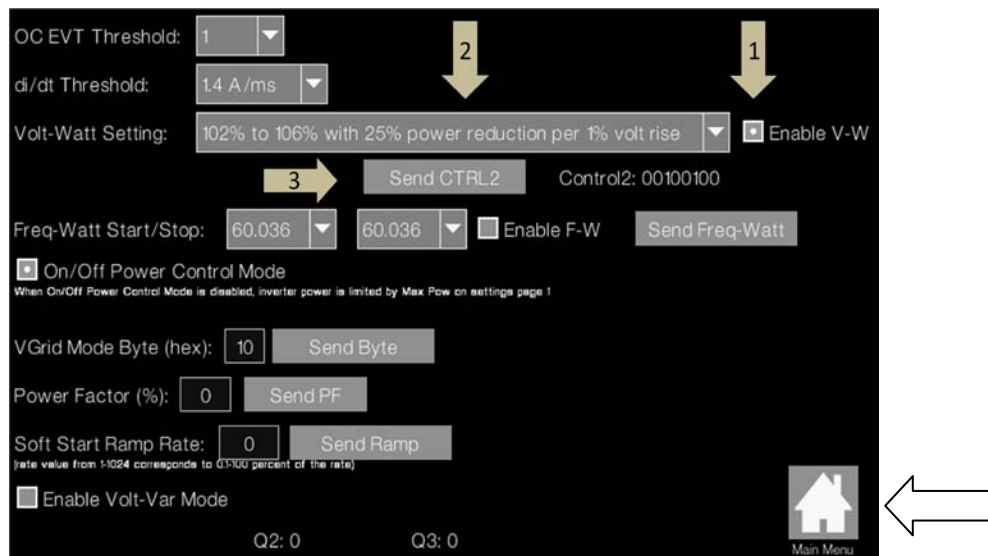 OC EVT Threshold: 1
2
1
di/dt Threshold: 1.4 A/ms
Volt-Watt Setting: 102% to 106% with 25% power reduction per 1% volt rise Enable V-W
3 Send CTRL2 Control2: 00100100
Freq-Watt Start/Stop: 60.036 60.036 Enable F-W Send Freq-Watt
On/Off Power Control Mode
When On/Off Power Control Mode is disabled, inverter power is limited by Max Pow on settings page 1
VGrid Mode Byte (hex): 10 Send Byte
Power Factor (%): 0 Send PF
Soft Start Ramp Rate: 0 Send Ramp
(rate value from 1-1024 corresponds to 0.1-100 percent of the rate)
Enable Volt-Var Mode
Q2: 0 Q3: 0
Main Menu